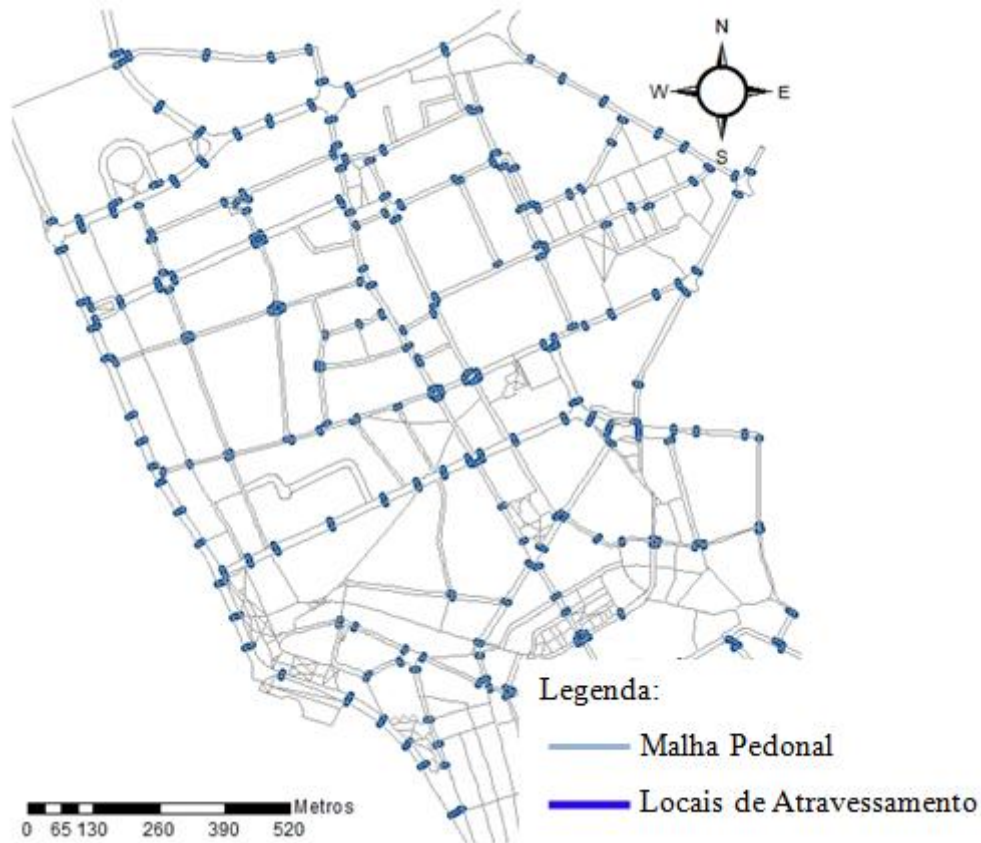 N
W E
S
Legenda:
Malha Pedonal
Locais de Atravessamento
Metros
0 65 130 260 390 520